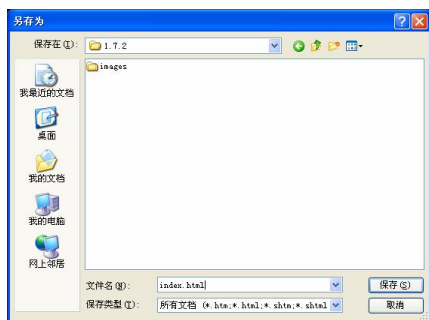 另存为
保存在(I):
1.7.2
images
我最近的文档
桌面
我的文档
我的电脑
网上邻居
文件名(N):
index.html
保存(S)
保存类型(T):
所有文档 (*.htm;*.html;*.shtm;*.shtml
取消